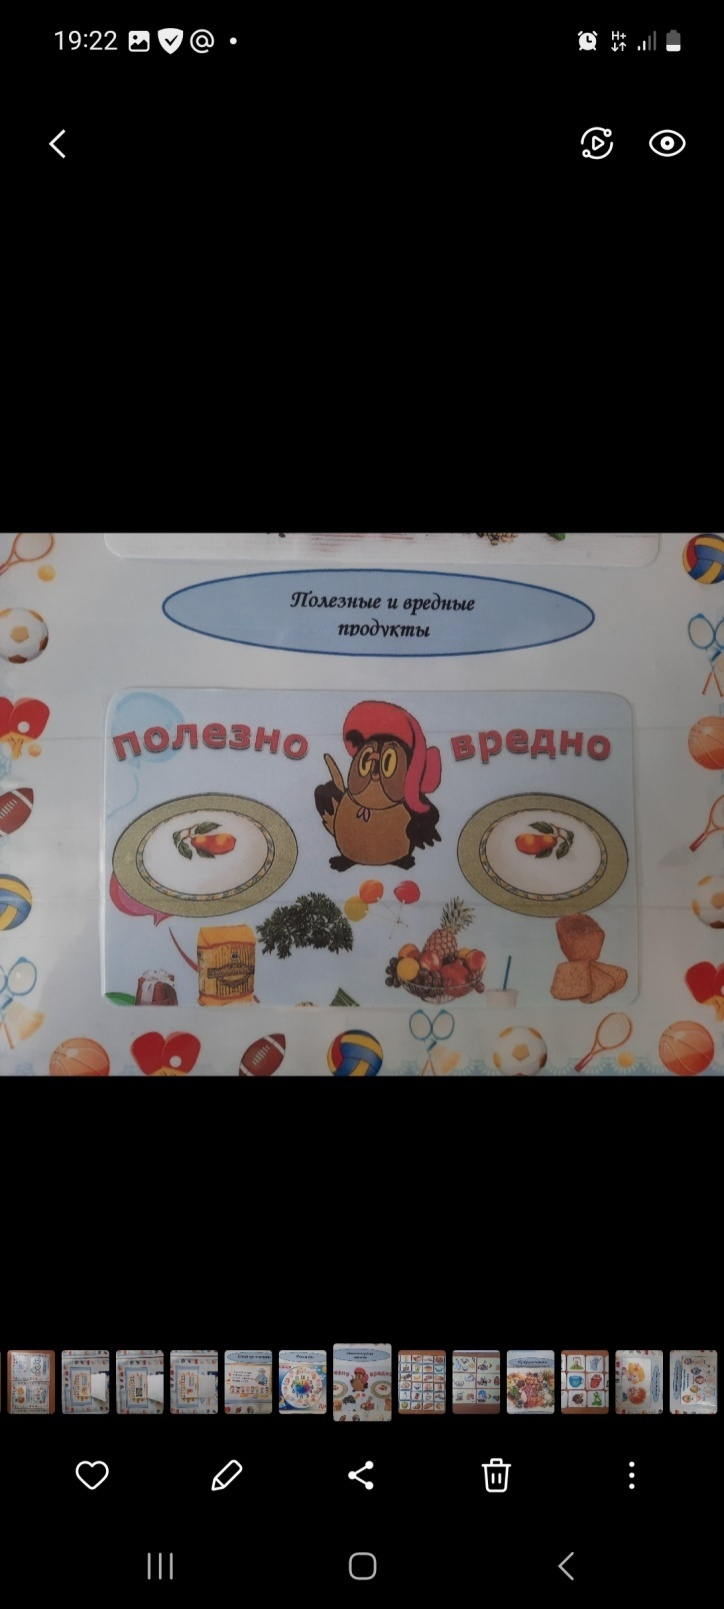 19:22
H+
Полезные и вредные
продукты
полезно
вредно